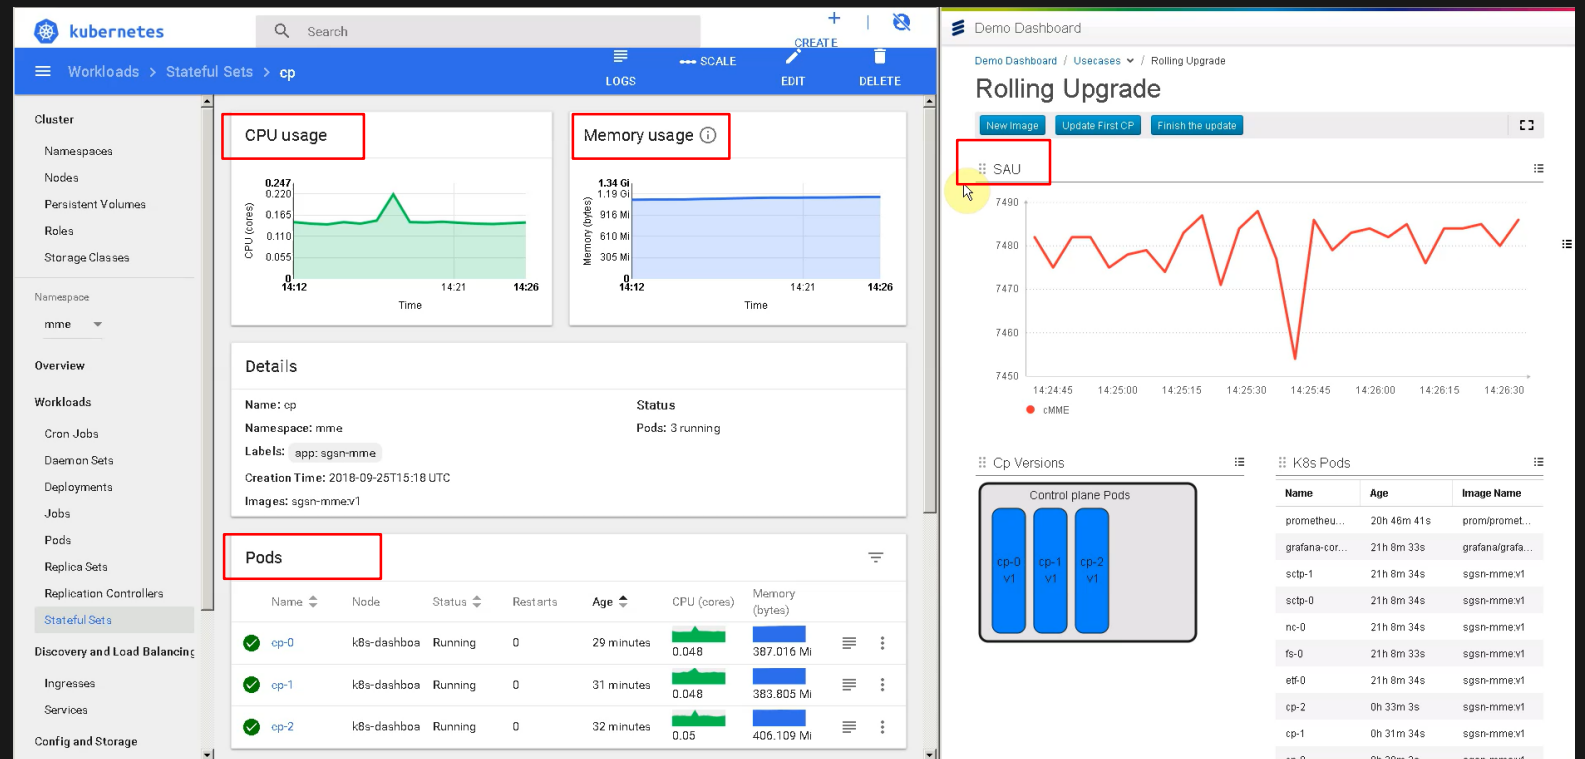 kubernetes
Search
CREATE
Workloads > Stateful Sets > cp
LOGS
SCALE
EDIT
DELETE
Cluster
Namespaces
Nodes
Persistent Volumes
Roles
Storage Classes
Namespace
mme
Overview
Workloads
Cron Jobs
Daemon Sets
Deployments
Jobs
Pods
Replica Sets
Replication Controllers
Stateful Sets
Discovery and Load Balancing
Ingresses
Services
Config and Storage
CPU usage
CPU (cores)
0.247
0.220
0.165
0.110
0.055
0
14:12
14:21
14:26
Time
Memory usage
Memory (bytes)
1.34 Gi
1.19 Gi
916 Mi
610 Mi
305 Mi
0
14:12
14:21
14:26
Time
Details
Name: cp
Namespace: mme
Labels: app: sgsn-mme
Creation Time: 2018-09-25T15:18 UTC
Images: sgsn-mme:v1
Status
Pods: 3 running
Pods
Name Node Status Restarts Age CPU (cores) Memory (bytes)
cp-0 k8s-dashboa Running 0 29 minutes 0.048 387.016 Mi
cp-1 k8s-dashboa Running 0 31 minutes 0.048 383.805 Mi
cp-2 k8s-dashboa Running 0 32 minutes 0.05 406.109 Mi
Demo Dashboard
Demo Dashboard / Usecases / Rolling Upgrade
Rolling Upgrade
New Image
Update First CP
Finish the update
SAU
7490
7480
7470
7460
7450
14:24:45 14:25:00 14:25:15 14:25:30 14:25:45 14:26:00 14:26:15 14:26:30
cMME
Cp Versions
Control plane Pods
cp-0 cp-1 cp-2
v1 v1 v1
K8s Pods
Name Age Image Name
prometheu... 20h 46m 41s prom/promet...
grafana-cor... 21h 8m 33s grafana/grafa...
sctp-1 21h 8m 34s sgsn-mme:v1
sctp-0 21h 8m 34s sgsn-mme:v1
nc-0 21h 8m 34s sgsn-mme:v1
fs-0 21h 8m 33s sgsn-mme:v1
etf-0 21h 8m 34s sgsn-mme:v1
cp-2 0h 33m 3s sgsn-mme:v1
cp-1 0h 31m 34s sgsn-mme:v1